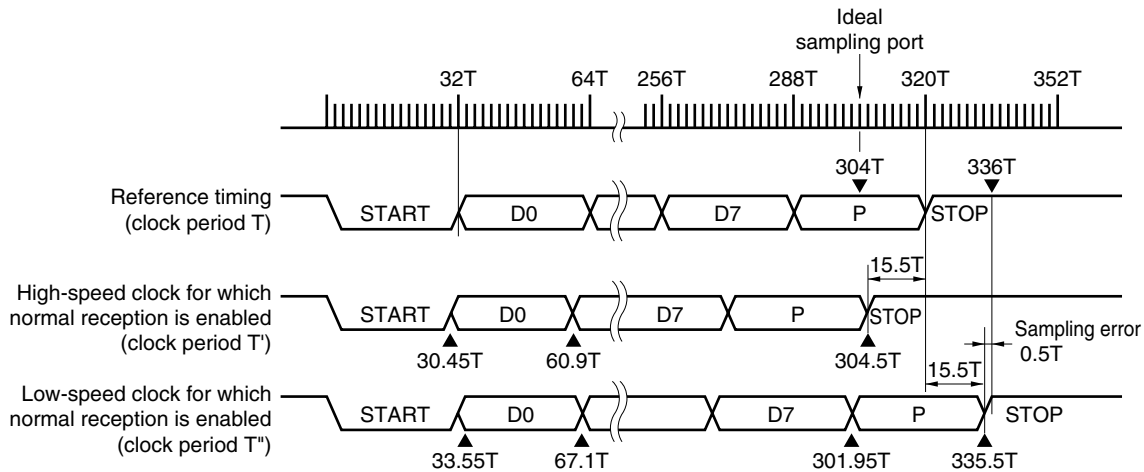 Ideal
sampling port
32T 64T 256T 288T 320T 352T
304T 336T
Reference timing
(clock period T)
START D0 D7 P STOP
15.5T
High-speed clock for which
normal reception is enabled
(clock period T')
START D0 D7 P STOP
30.45T 60.9T 304.5T
Sampling error
0.5T
15.5T
Low-speed clock for which
normal reception is enabled
(clock period T")
START D0 D7 P STOP
33.55T 67.1T 301.95T 335.5T